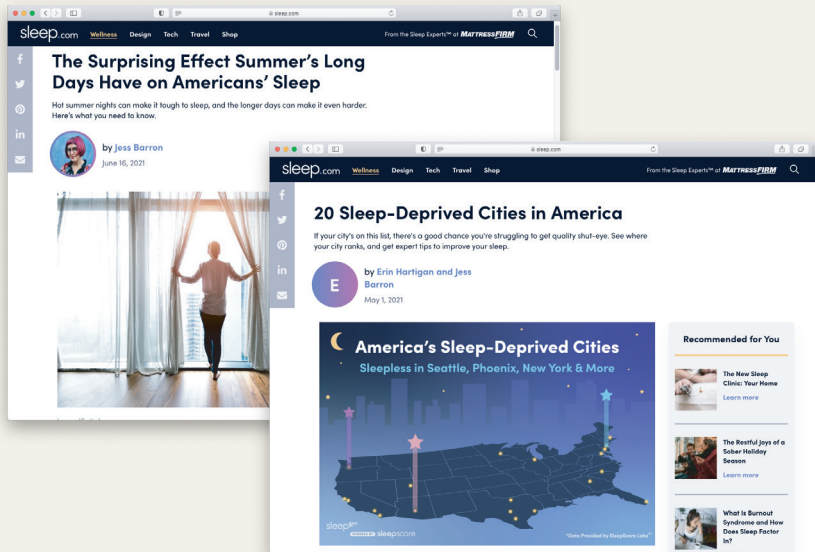 sleep.com
sleep.com Wellness Design Tech Travel Shop From the Sleep Experts™ at MATTRESSFIRM
The Surprising Effect Summer's Long
Days Have on Americans' Sleep
Hot summer nights can make it tough to sleep, and the longer days can make it even harder.
Here's what you need to know.
by Jess Barron
June 16, 2021
sleep.com
sleep.com Wellness Design Tech Travel Shop From the Sleep Experts™ at MATTRESSFIRM
20 Sleep-Deprived Cities in America
If your city's on this list, there's a good chance you're struggling to get quality shut-eye. See where
your city ranks, and get expert tips to improve your sleep.
E
by Erin Hartigan and Jess
Barron
May 1, 2021
America's Sleep-Deprived Cities
Sleepless in Seattle, Phoenix, New York & More
sleepscore
*Data Provided by SleepScore Labs™
Recommended for You
The New Sleep
Clinic: Your Home
Learn more
The Restful Joys of a
Sober Holiday
Season
Learn more
What Is Burnout
Syndrome and How
Does Sleep Factor
In?